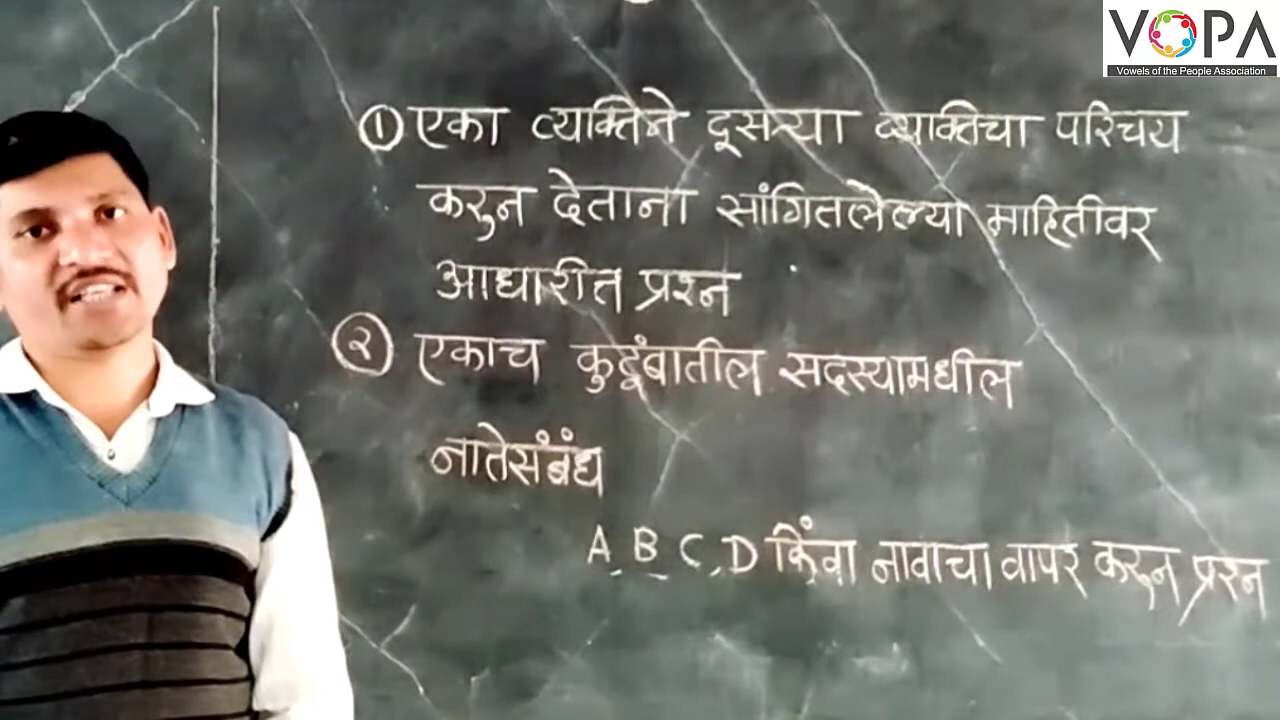 VOPA
Vowels of the People Association
① एका व्यक्तिने दूसऱ्या व्यक्तिचा परिचय
करुन देताना सांगितलेल्या माहितीवर
आधारीत प्रश्न
② एकाच कुटूंबातील सदस्यामधील
नातेसंबंध
A, B, C, D किंवा नावाचा वापर करून प्रश्न